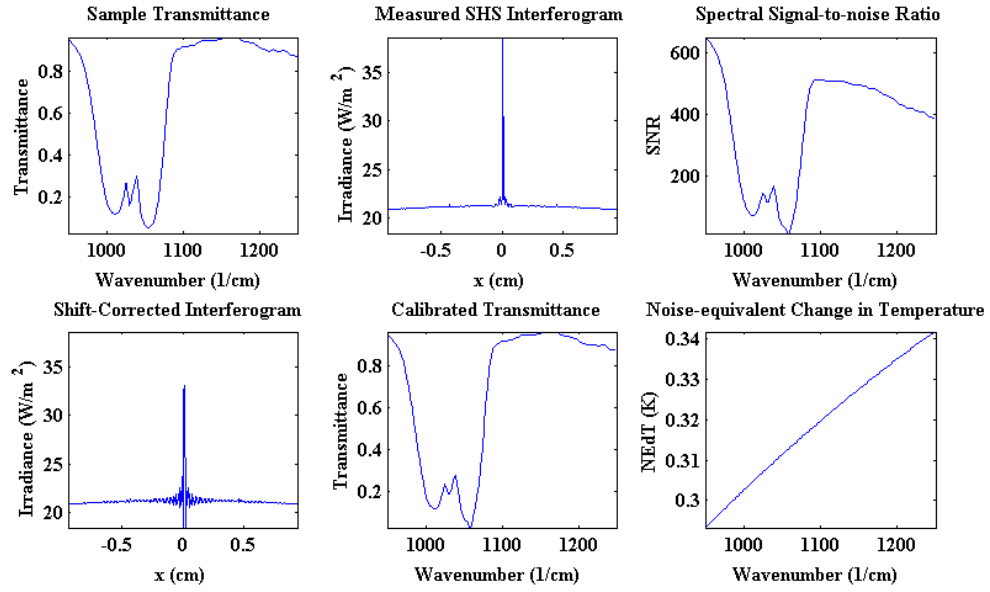 Sample Transmittance
Transmittance
0.8
0.6
0.4
0.2
1000 1100 1200
Wavenumber (1/cm)
Measured SHS Interferogram
Irradiance (W/m 2)
35
30
25
20
-0.5 0 0.5
x (cm)
Spectral Signal-to-noise Ratio
SNR
600
400
200
1000 1100 1200
Wavenumber (1/cm)
Shift-Corrected Interferogram
Irradiance (W/m 2)
35
30
25
20
-0.5 0 0.5
x (cm)
Calibrated Transmittance
Transmittance
0.8
0.6
0.4
0.2
1000 1100 1200
Wavenumber (1/cm)
Noise-equivalent Change in Temperature
NEdT (K)
0.34
0.33
0.32
0.31
0.3
1000 1100 1200
Wavenumber (1/cm)